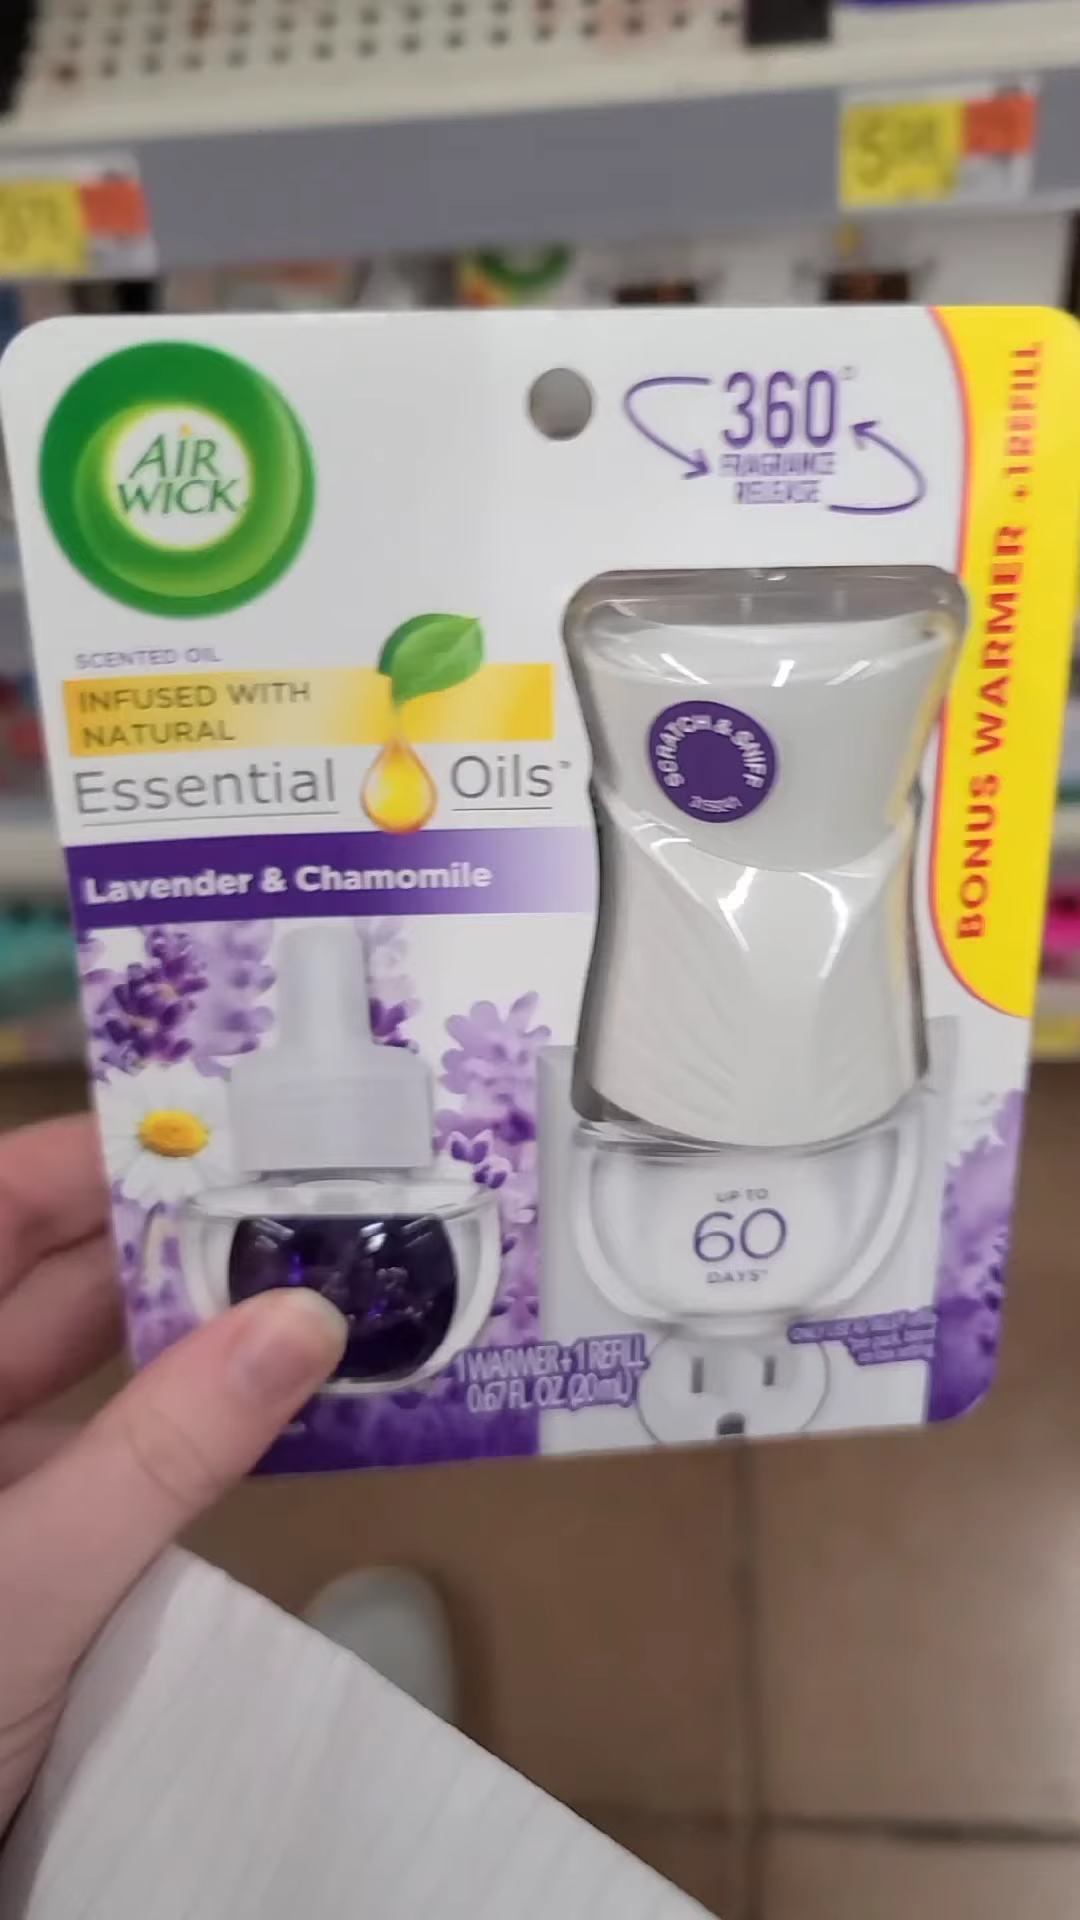 AIR
WICK
360°
FRAGRANCE
RELEASE
BONUS WARMER +1 REFILL
SCENTED OIL
INFUSED WITH
NATURAL
Essential Oils™
SCRATCH & SNIFF
Lavender & Chamomile
UP TO
60
DAYS*
1 WARMER + 1 REFILL
0.67 FL. OZ. (20mL)